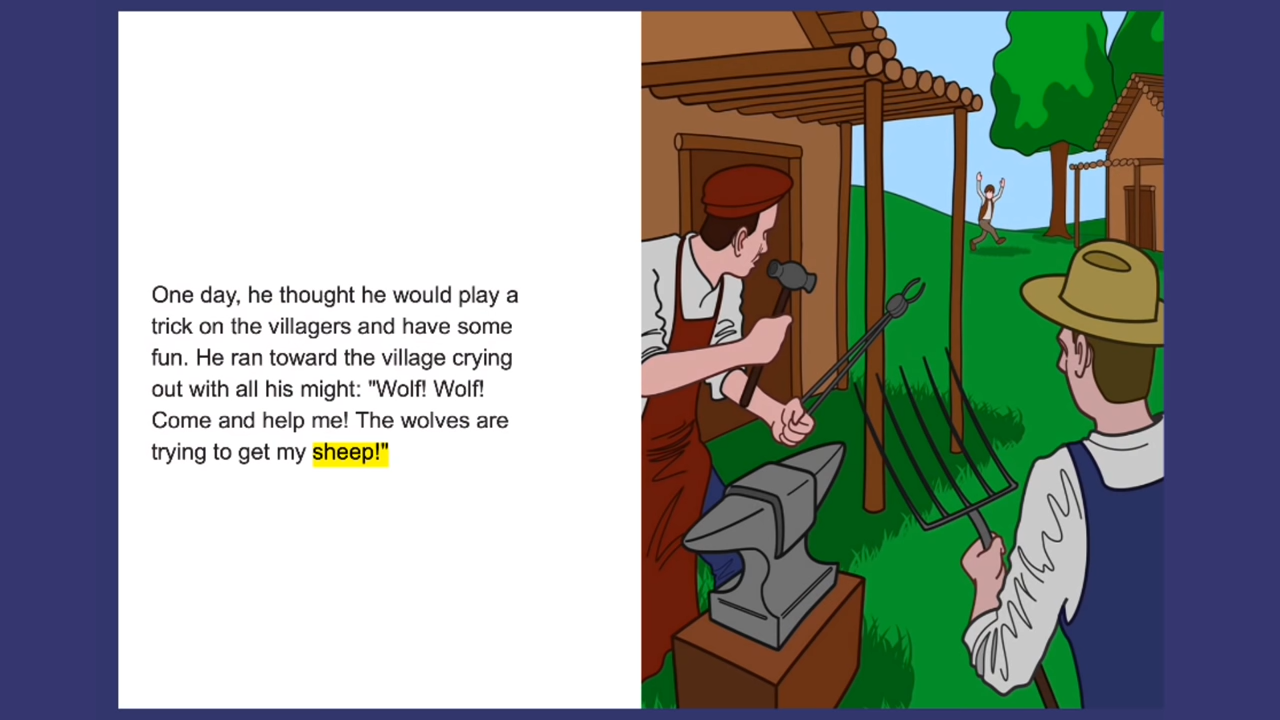 One day, he thought he would play a
trick on the villagers and have some
fun. He ran toward the village crying
out with all his might: "Wolf! Wolf!
Come and help me! The wolves are
trying to get my sheep!"